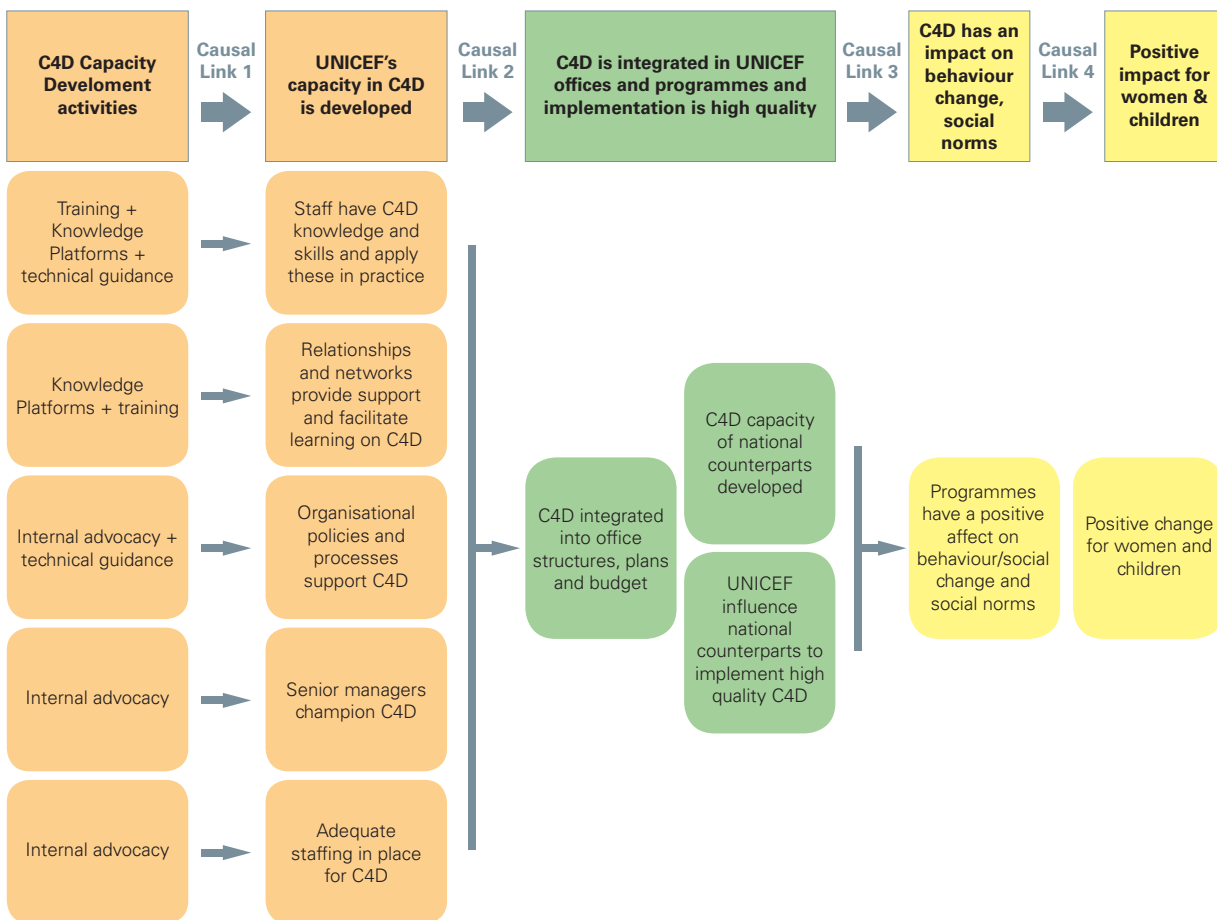 C4D Capacity
Develoment
activities
Causal
Link 1
UNICEF's
capacity in C4D
is developed
Causal
Link 2
C4D is integrated in UNICEF
offices and programmes and
implementation is high quality
Causal
Link 3
C4D has an
impact on
behaviour
change,
social
norms
Causal
Link 4
Positive
impact for
women &
children
Training +
Knowledge
Platforms +
technical guidance
Staff have C4D
knowledge and
skills and apply
these in practice
Knowledge
Platforms + training
Relationships
and networks
provide support
and facilitate
learning on C4D
Internal advocacy +
technical guidance
Organisational
policies and
processes
support C4D
Internal advocacy
Senior managers
champion C4D
Internal advocacy
Adequate
staffing in place
for C4D
C4D integrated
into office
structures, plans
and budget
C4D capacity
of national
counterparts
developed
UNICEF
influence
national
counterparts to
implement high
quality C4D
Programmes
have a positive
affect on
behaviour/social
change and
social norms
Positive change
for women and
children